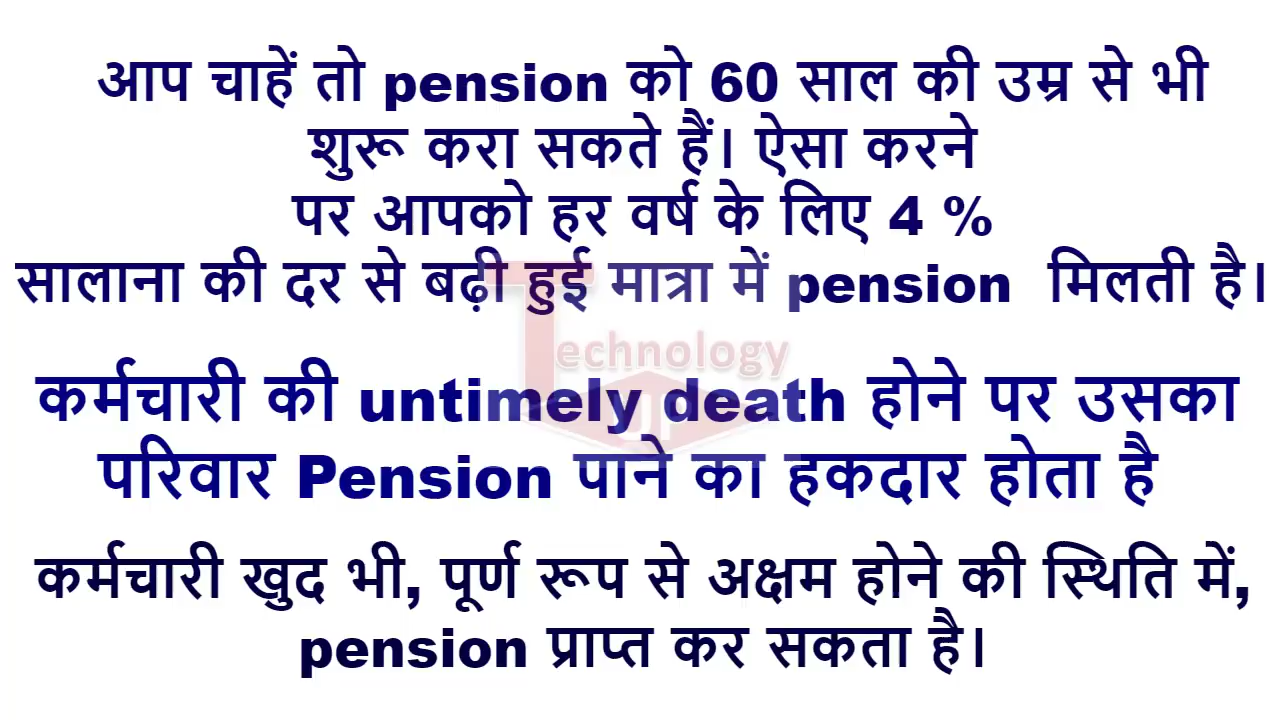 आप चाहें तो pension को 60 साल की उम्र से भी
शुरू करा सकते हैं। ऐसा करने
पर आपको हर वर्ष के लिए 4 %
सालाना की दर से बढ़ी हुई मात्रा में pension मिलती है।
Technology
UP
कर्मचारी की untimely death होने पर उसका
परिवार Pension पाने का हकदार होता है
कर्मचारी खुद भी, पूर्ण रूप से अक्षम होने की स्थिति में,
pension प्राप्त कर सकता है।